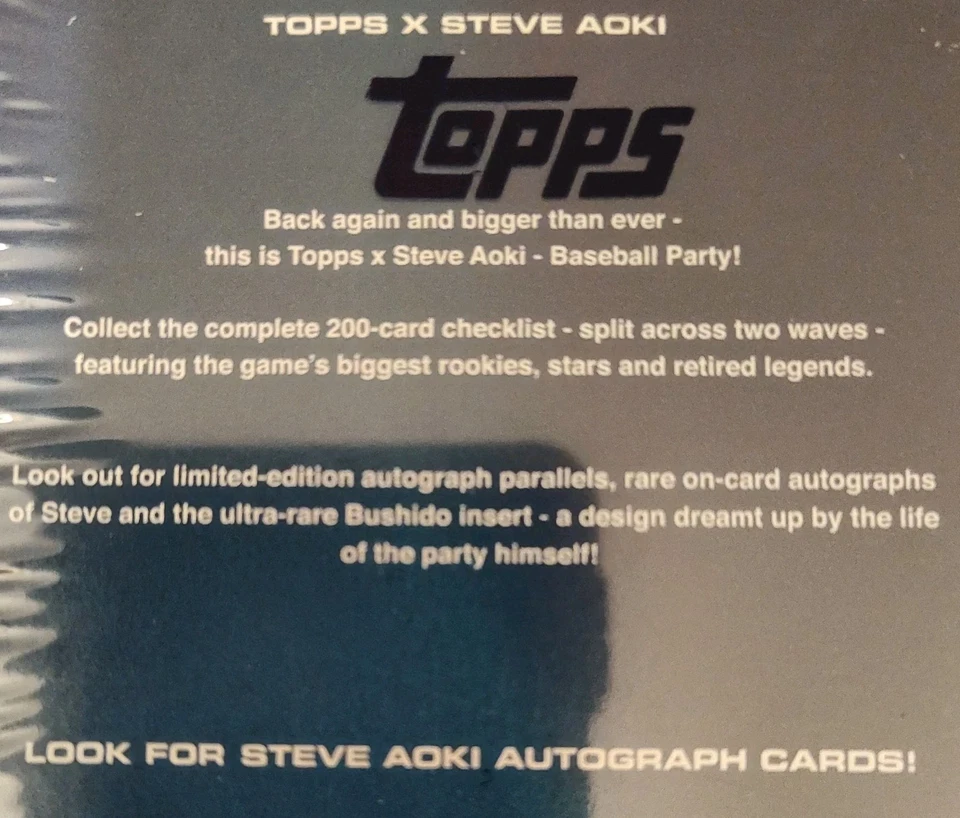 TOPPS X STEVE AOKI
topps
Back again and bigger than ever -
this is Topps x Steve Aoki - Baseball Party!
Collect the complete 200-card checklist - split across two waves -
featuring the game's biggest rookies, stars and retired legends.
Look out for limited-edition autograph parallels, rare on-card autographs
of Steve and the ultra-rare Bushido insert - a design dreamt up by the life
of the party himself!
LOOK FOR STEVE AOKI AUTOGRAPH CARDS!